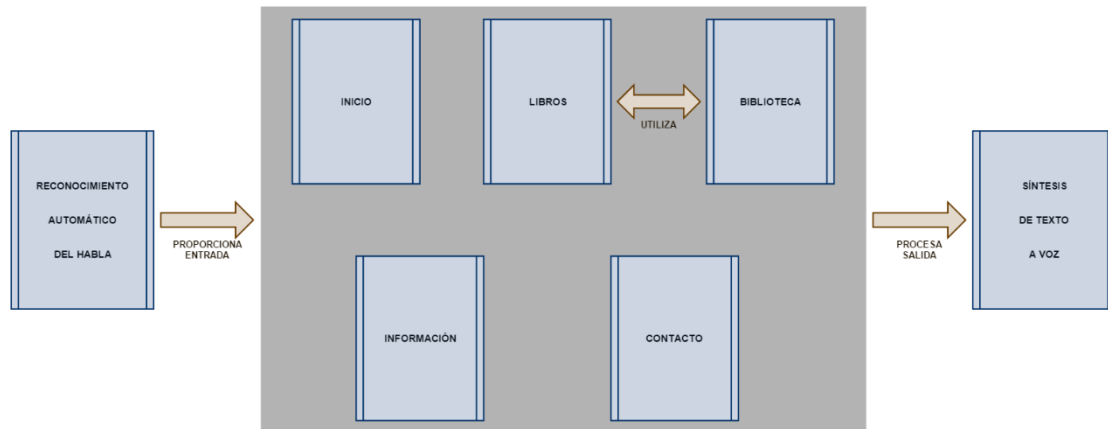 INICIO
LIBROS
UTILIZA
BIBLIOTECA
RECONOCIMIENTO
AUTOMÁTICO
DEL HABLA
PROPORCIONA
ENTRADA
PROCESA
SALIDA
SÍNTESIS
DE TEXTO
A VOZ
INFORMACIÓN
CONTACTO